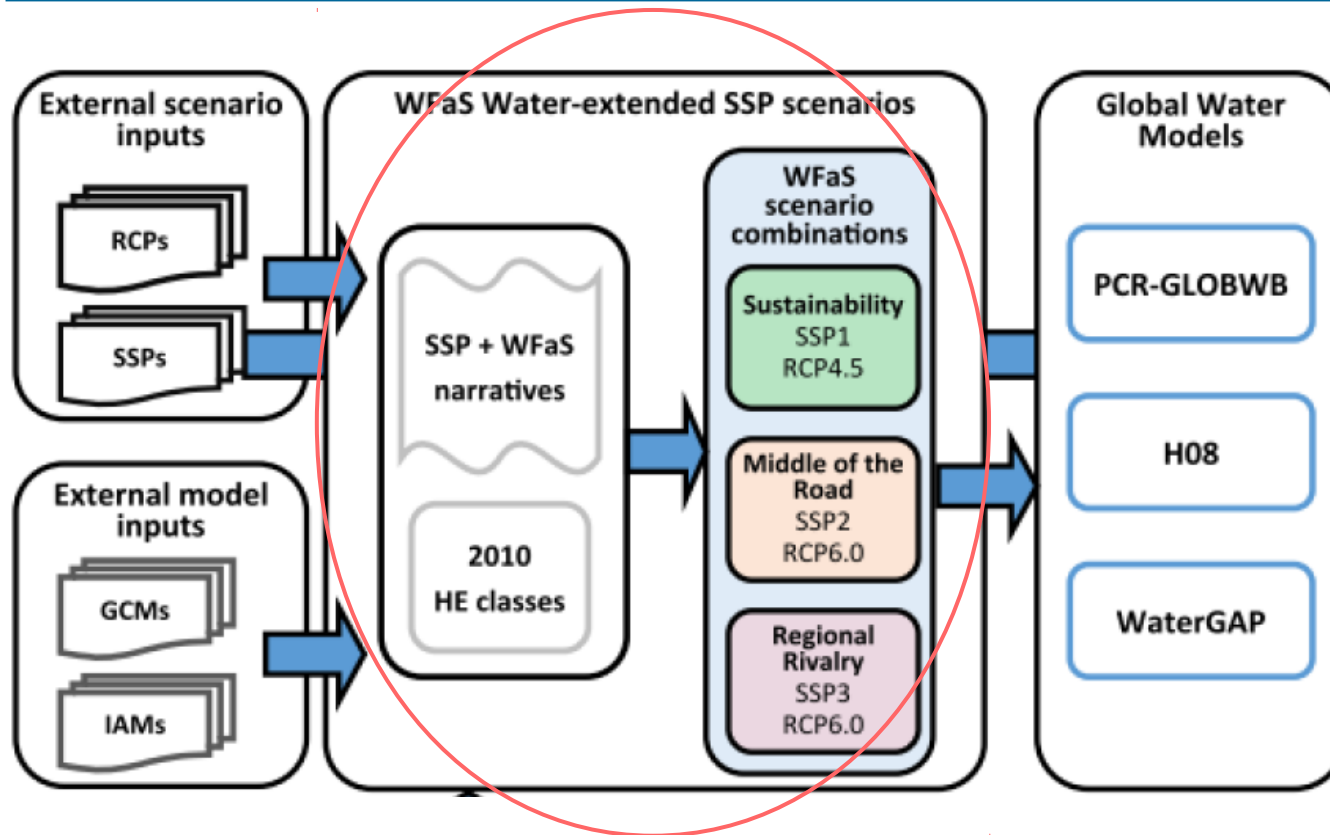 External scenario
inputs
RCPs
SSPs
External model
inputs
GCMs
IAMs
WFaS Water-extended SSP scenarios
SSP + WFaS
narratives
2010
HE classes
WFaS
scenario
combinations
Sustainability
SSP1
RCP4.5
Middle of the
Road
SSP2
RCP6.0
Regional
Rivalry
SSP3
RCP6.0
Global Water
Models
PCR-GLOBWB
H08
WaterGAP